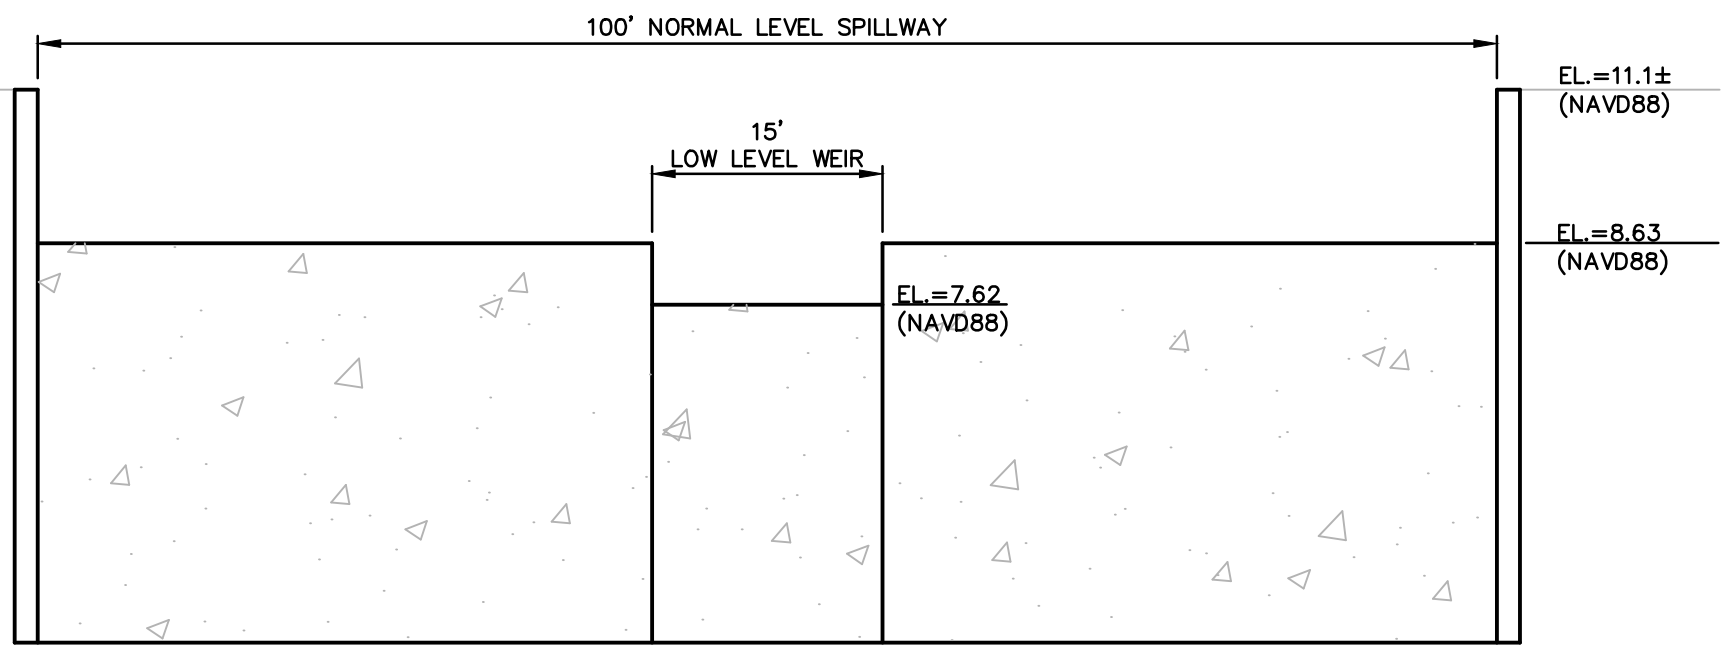 100' NORMAL LEVEL SPILLWAY
EL.=11.1±
(NAVD88)
15'
LOW LEVEL WEIR
EL.=8.63
(NAVD88)
EL.=7.62
(NAVD88)